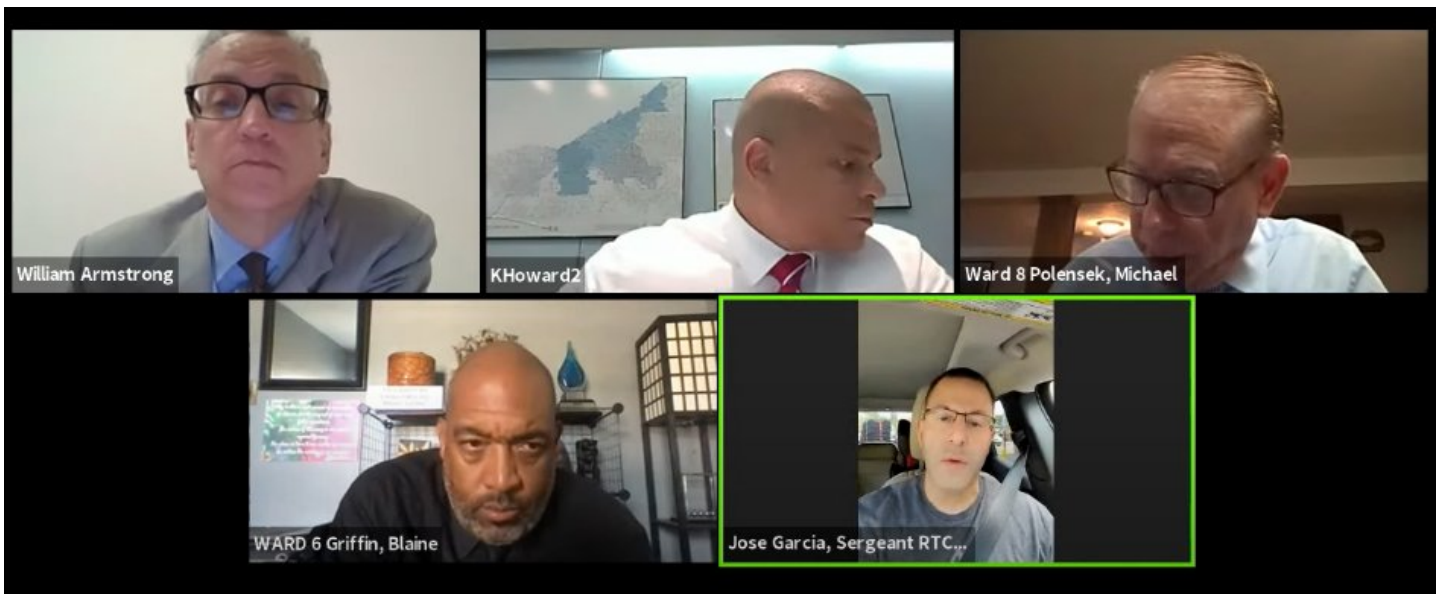 William Armstrong
KHoward2
Ward 8 Polensek, Michael
WARD 6 Griffin, Blaine
Jose Garcia, Sergeant RTC...